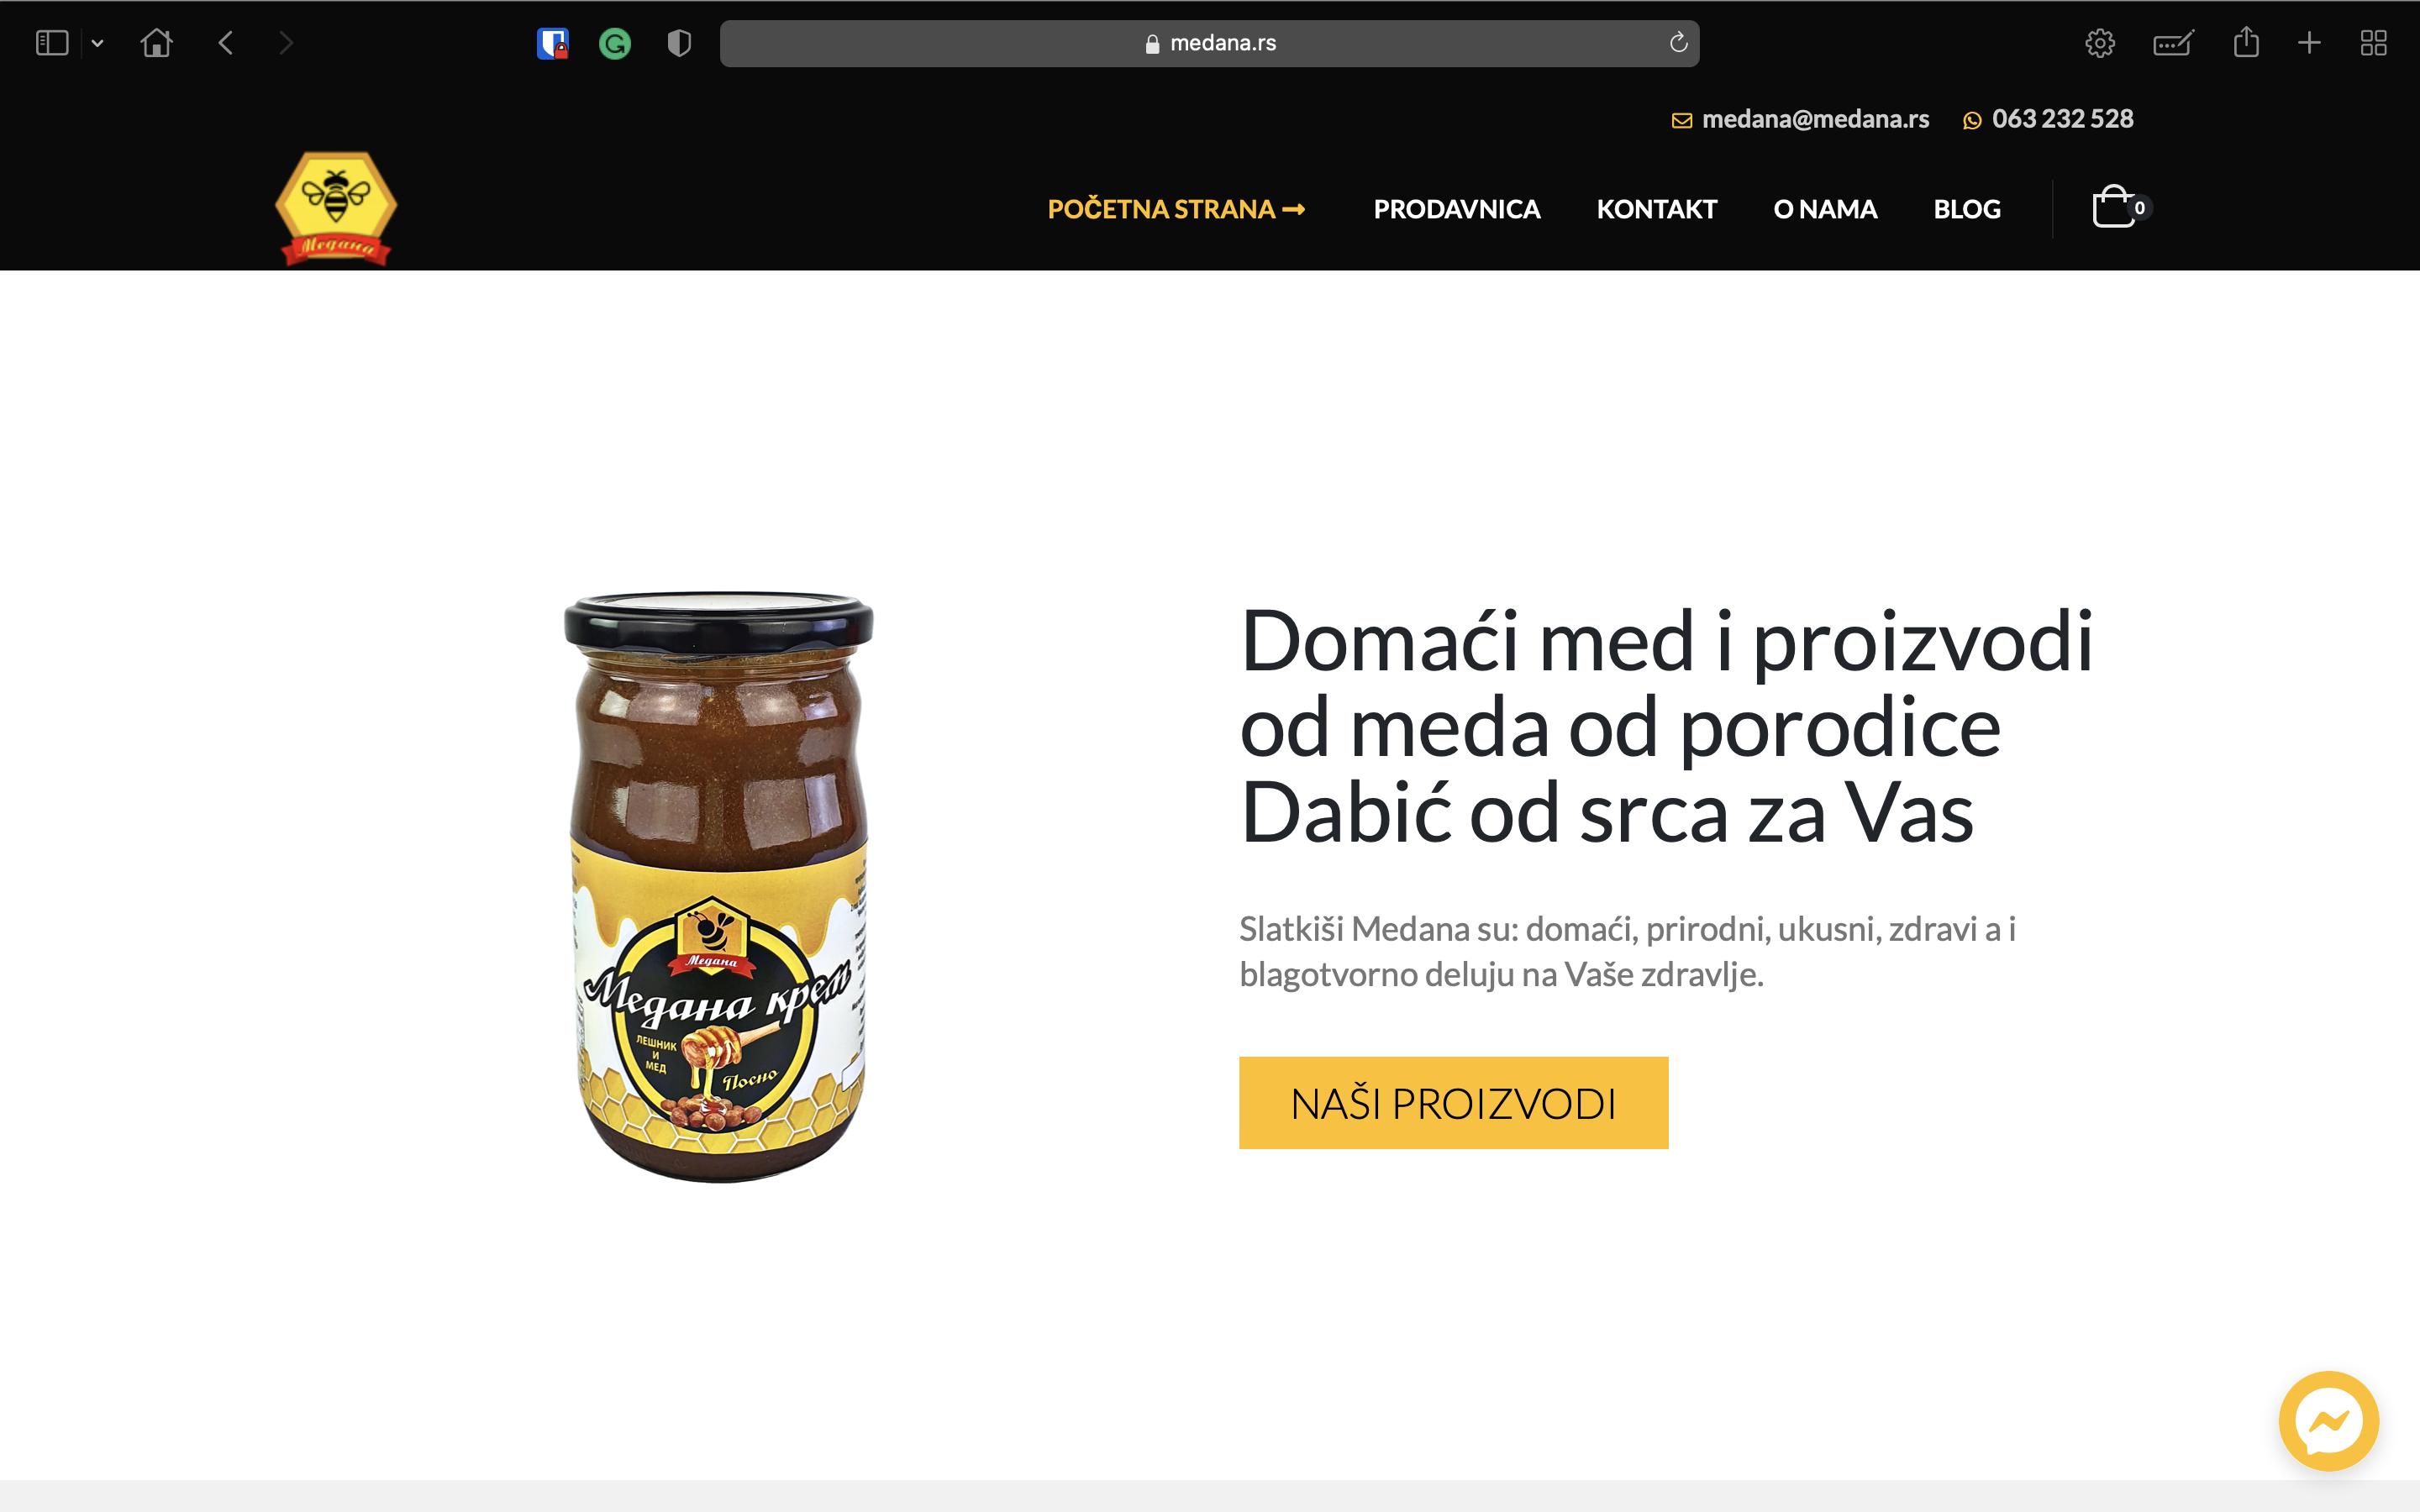 medana.rs
medana@medana.rs 063 232 528
Медана
POČETNA STRANA PRODAVNICA KONTAKT O NAMA BLOG 0
Domaći med i proizvodi
od meda od porodice
Dabić od srca za Vas
Slatkiši Medana su: domaći, prirodni, ukusni, zdravi a i
blagotvorno deluju na Vaše zdravlje.
NAŠI PROIZVODI
Медана
Медана крем
ЛЕШНИК
И
МЕД
Посно